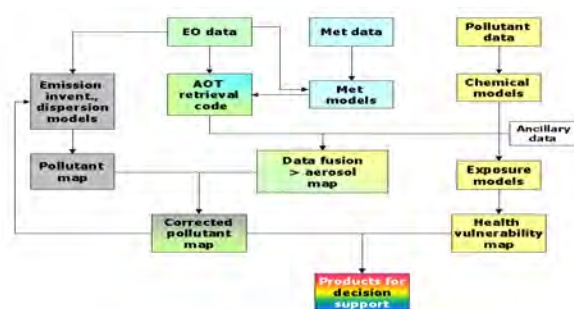 EO data
Met data
Pollutant
data
Emission
invent.,
dispersion
models
AOT
retrieval
code
Met models
Chemical
models
Ancillary
data
Pollutant
map
Data fusion
> aerosol
map
Exposure
models
Corrected
pollutant
map
Health
vulnerability
map
Products for
decision
support